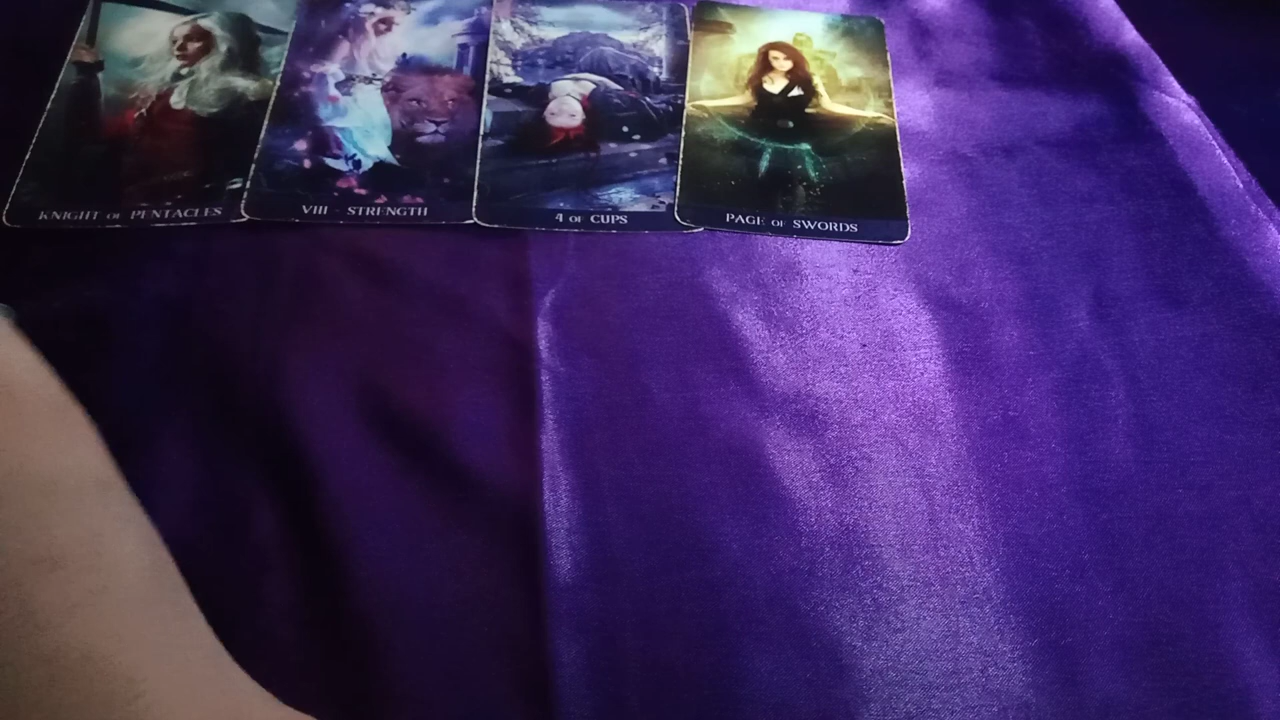 KNIGHT OF PENTACLES
VIII STRENGTH
4 OF CUPS
PAGE OF SWORDS